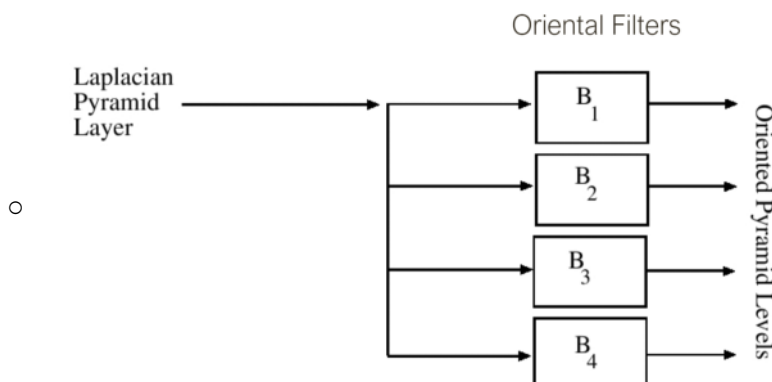 Oriental Filters
Laplacian
Pyramid
Layer
B1
B2
B3
B4
Oriented Pyramid Levels